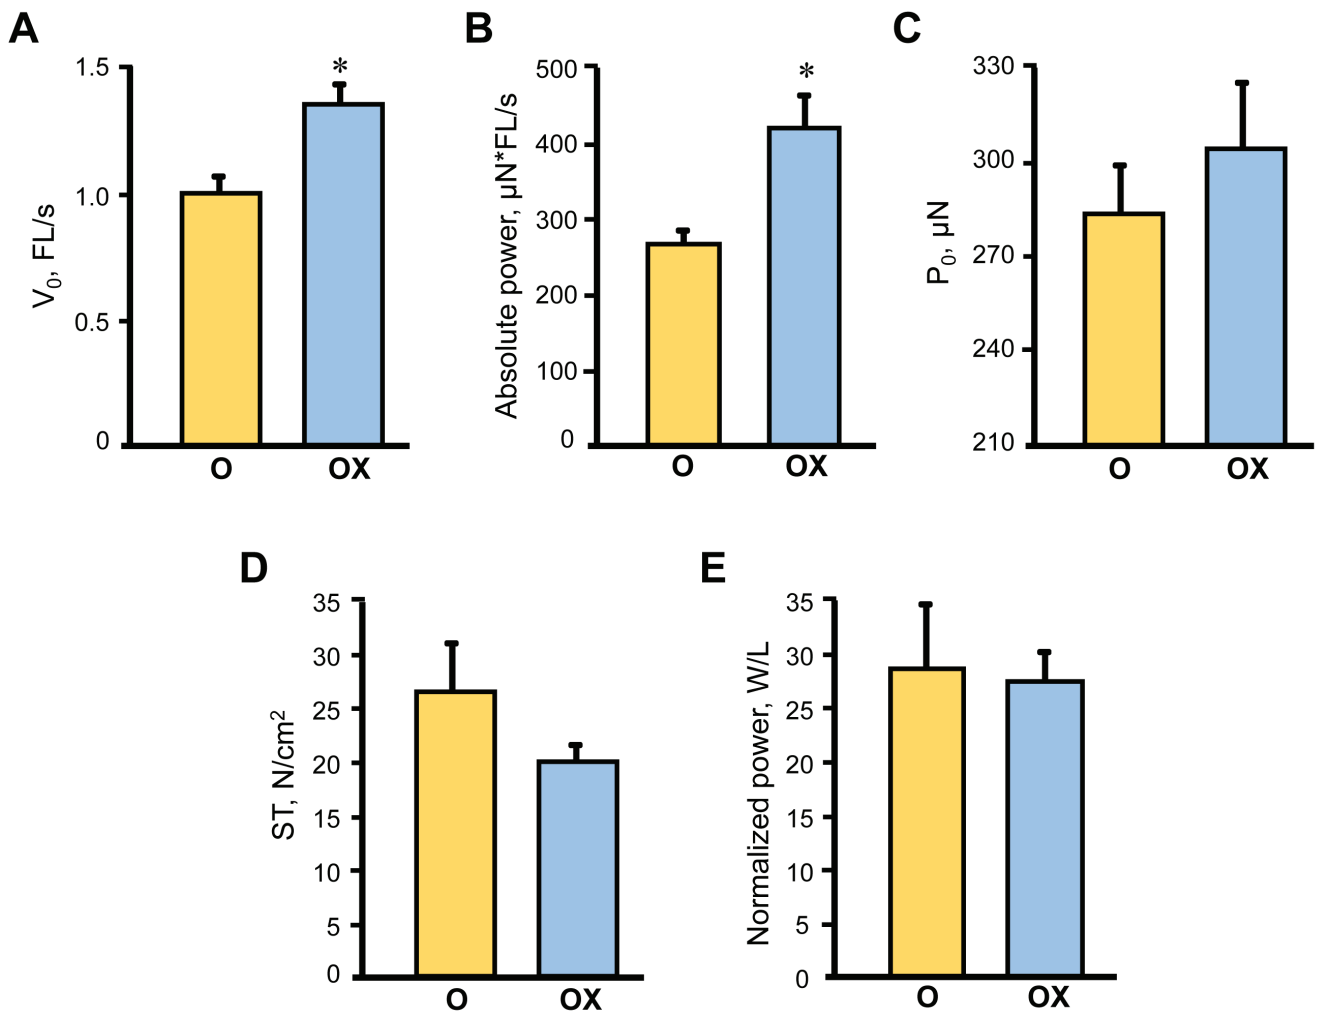 A
V0, FL/s
1.5
1.0
0.5
0
*
O
OX
B
Absolute power, µN*FL/s
500
400
300
200
100
0
*
O
OX
C
P0, µN
330
300
270
240
210
O
OX
D
ST, N/cm²
35
30
25
20
15
10
5
0
O
OX
E
Normalized power, W/L
35
30
25
20
15
10
5
0
O
OX